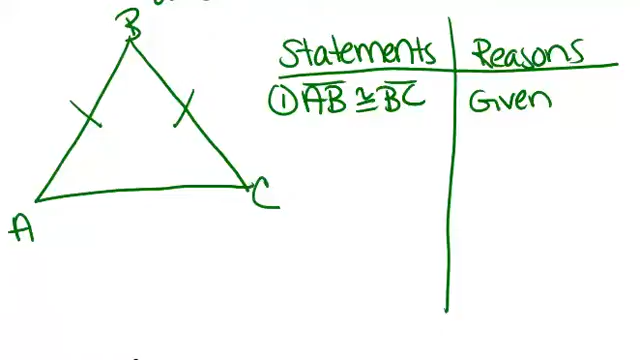 B
Statements Reasons
① AB ≅ BC Given
C
A